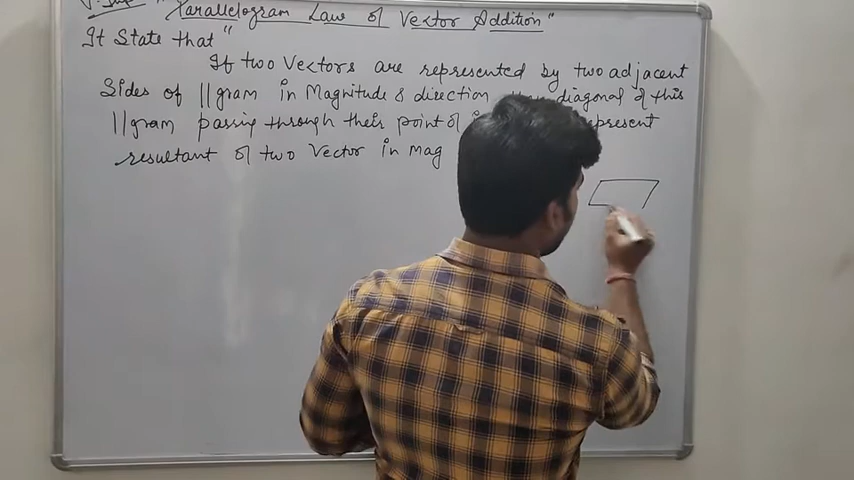 "Parallelogram Law of Vector Addition"
It State that "
If two Vectors are represented by two adjacent
Sides of ||gram in Magnitude & direction diagonal of this
||gram passing through their point of represent
resultant of two Vector in Mag